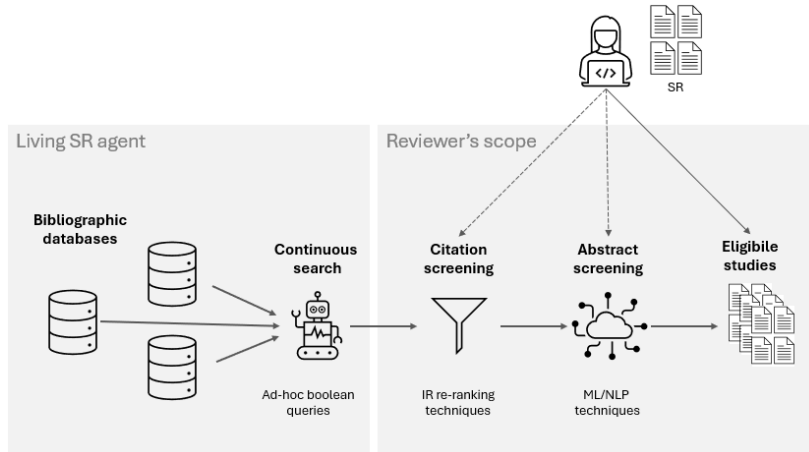 SR
Living SR agent
Reviewer's scope
Bibliographic
databases
Continuous
search
Citation
screening
Abstract
screening
Eligibile
studies
Ad-hoc boolean
queries
IR re-ranking
techniques
ML/NLP
techniques